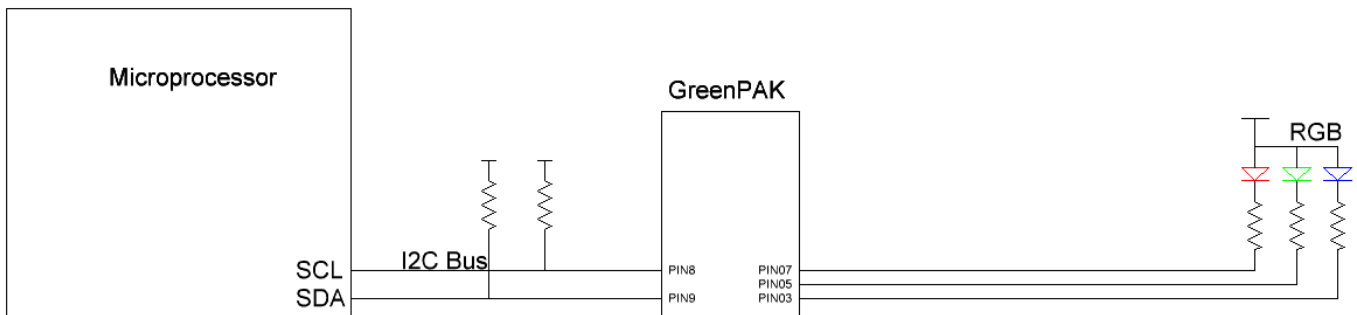 Microprocessor
GreenPAK
RGB
I2C Bus
SCL
SDA
PIN8
PIN9
PIN07
PIN05
PIN03